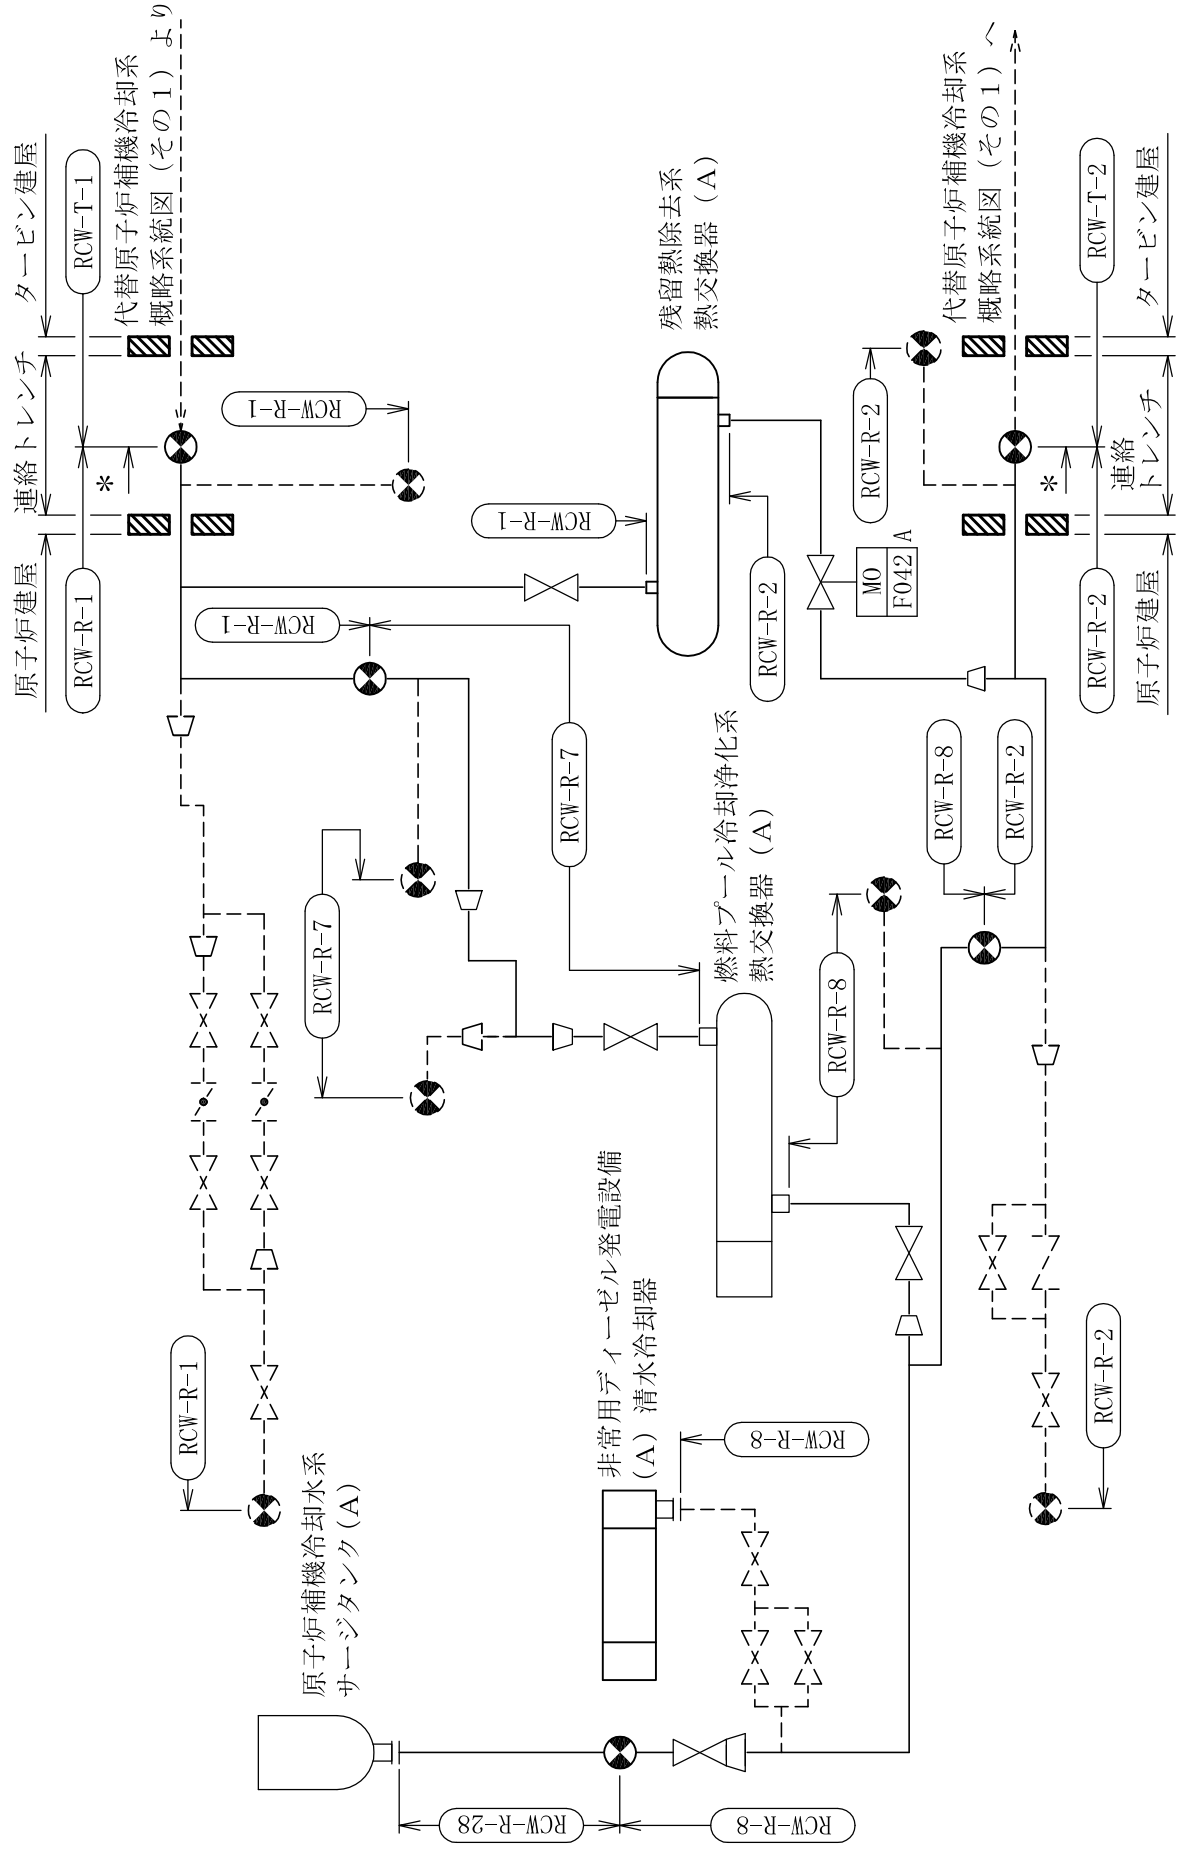 原子炉建屋
連絡トレンチ
タービン建屋
RCW-R-1
RCW-T-1
*
代替原子炉補機冷却系
概略系統図（その１）より
RCW-R-1
RCW-R-1
RCW-R-1
残留熱除去系
熱交換器（A）
RCW-R-2
MO
F042
A
RCW-R-2
代替原子炉補機冷却系
概略系統図（その１）へ
*
RCW-R-2
RCW-T-2
原子炉建屋
連絡
トレンチ
タービン建屋
RCW-R-7
RCW-R-7
燃料プール冷却浄化系
熱交換器（A）
RCW-R-8
RCW-R-8
RCW-R-2
RCW-R-1
原子炉補機冷却水系
サージタンク(A)
非常用ディーゼル発電設備
(A) 清水冷却器
RCW-R-8
RCW-R-2
RCW-R-28
RCW-R-8